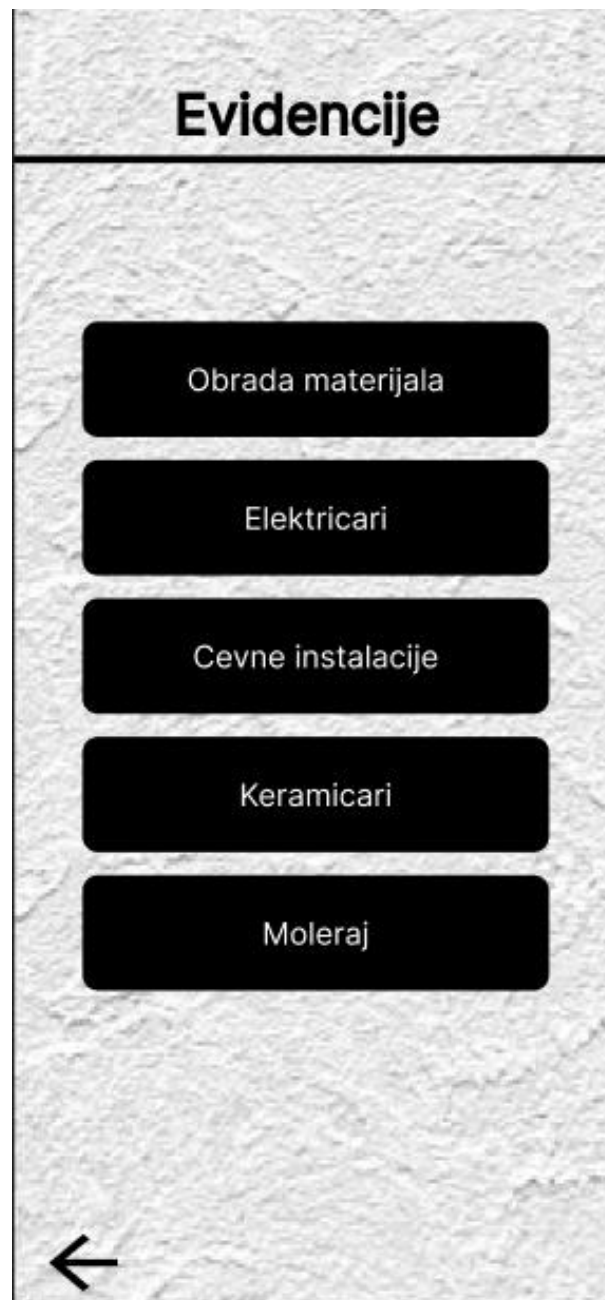 Evidencije
Obrada materijala
Elektricari
Cevne instalacije
Keramicari
Moleraj